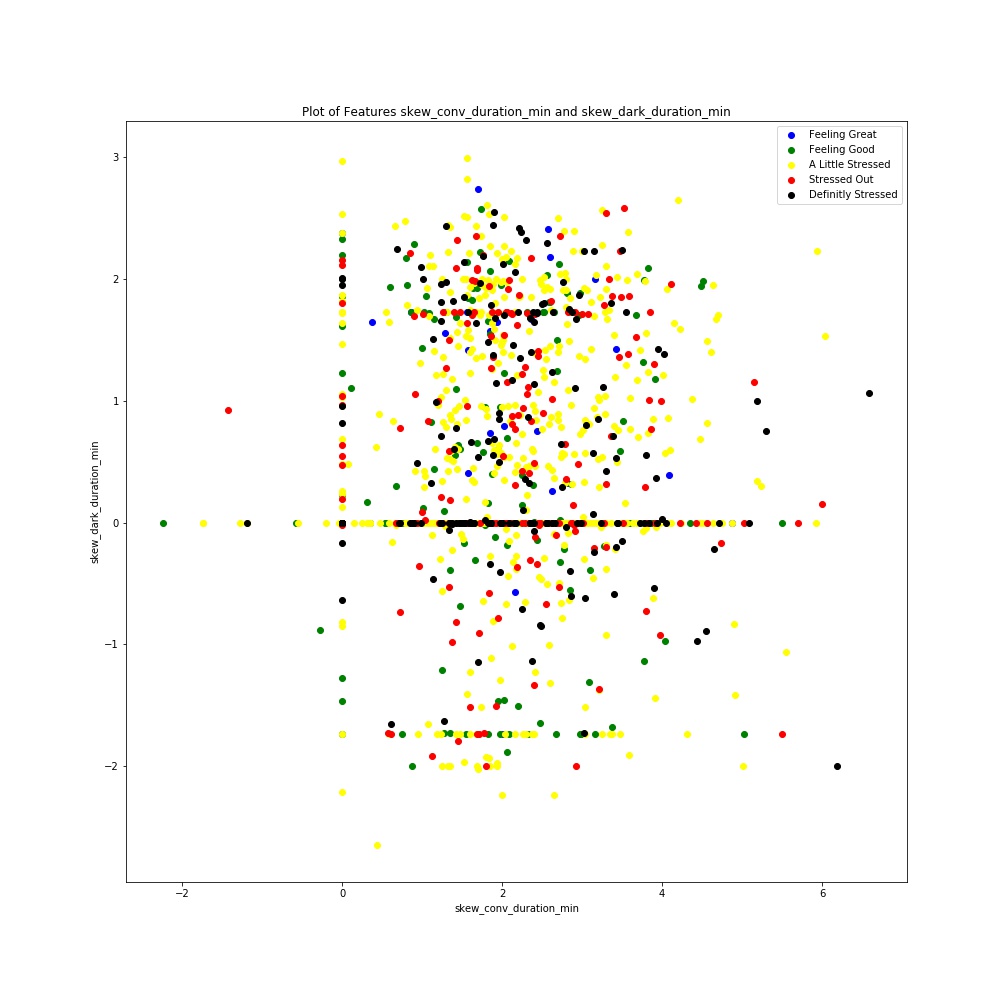 Plot of Features skew_conv_duration_min and skew_dark_duration_min
Feeling Great
Feeling Good
A Little Stressed
Stressed Out
Definitly Stressed
3
2
1
0
−1
−2
skew_dark_duration_min
−2
0
2
4
6
skew_conv_duration_min